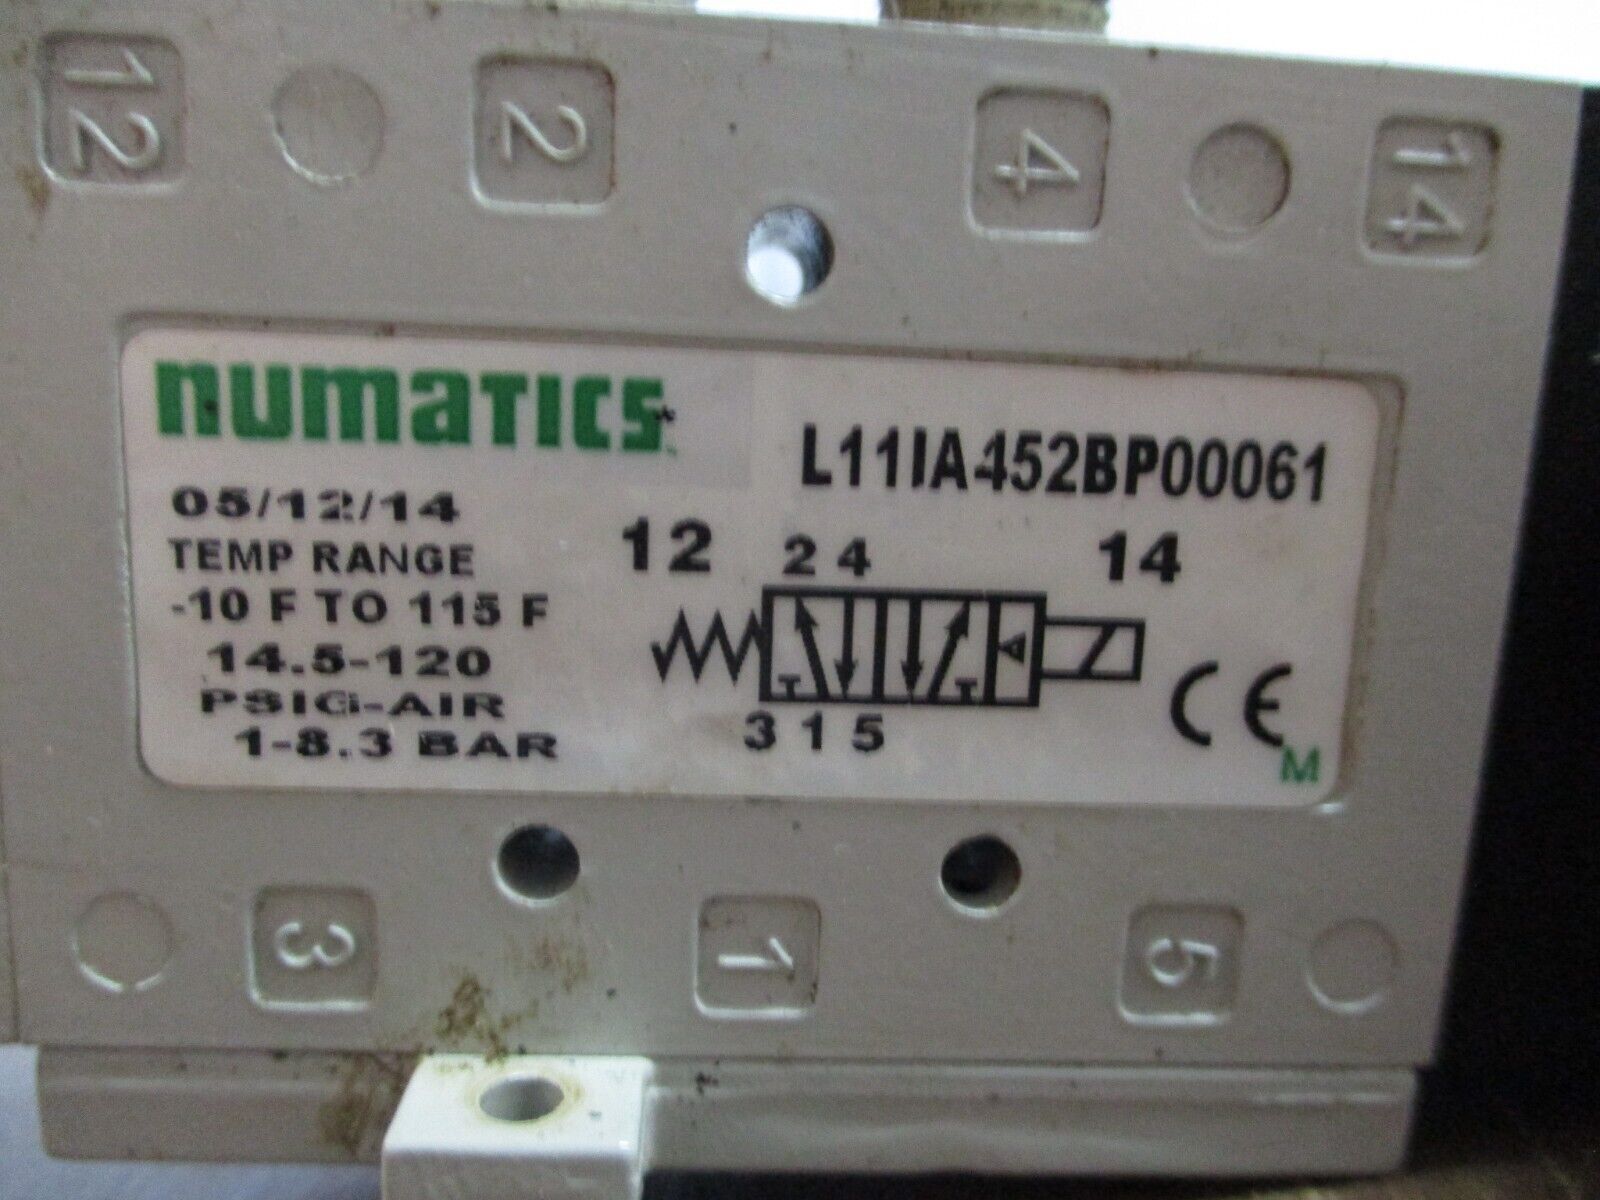 12 2 4 14
numatics
L11IA452BP00061
05/12/14
TEMP RANGE
-10 F TO 115 F
14.5-120
PSIG-AIR
1-8.3 BAR
12 2 4 14
3 1 5
CE
M
3 1 5